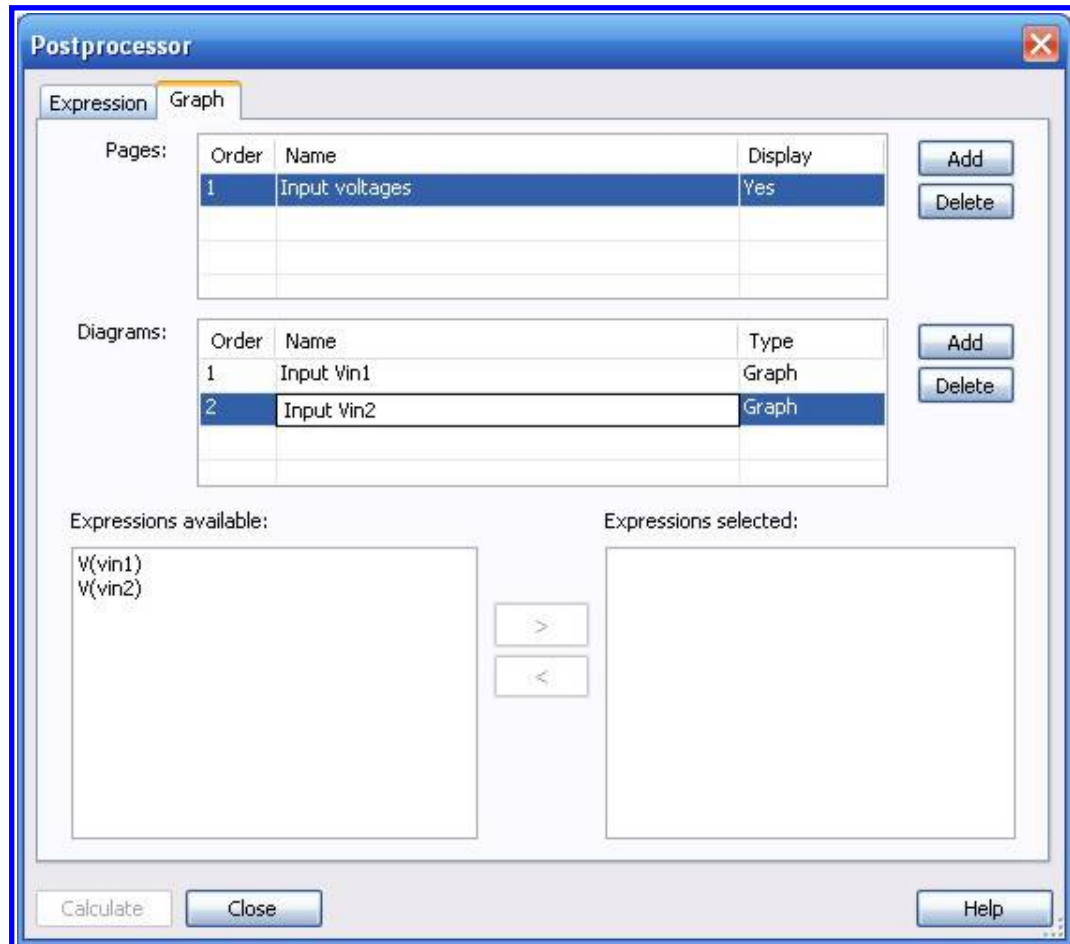 Postprocessor
Expression Graph
Pages:
Order Name Display
1 Input voltages Yes
Add
Delete
Diagrams:
Order Name Type
1 Input Vin1 Graph
2 Input Vin2 Graph
Add
Delete
Expressions available:
V(vin1)
V(vin2)
>
<
Expressions selected:
Calculate Close Help